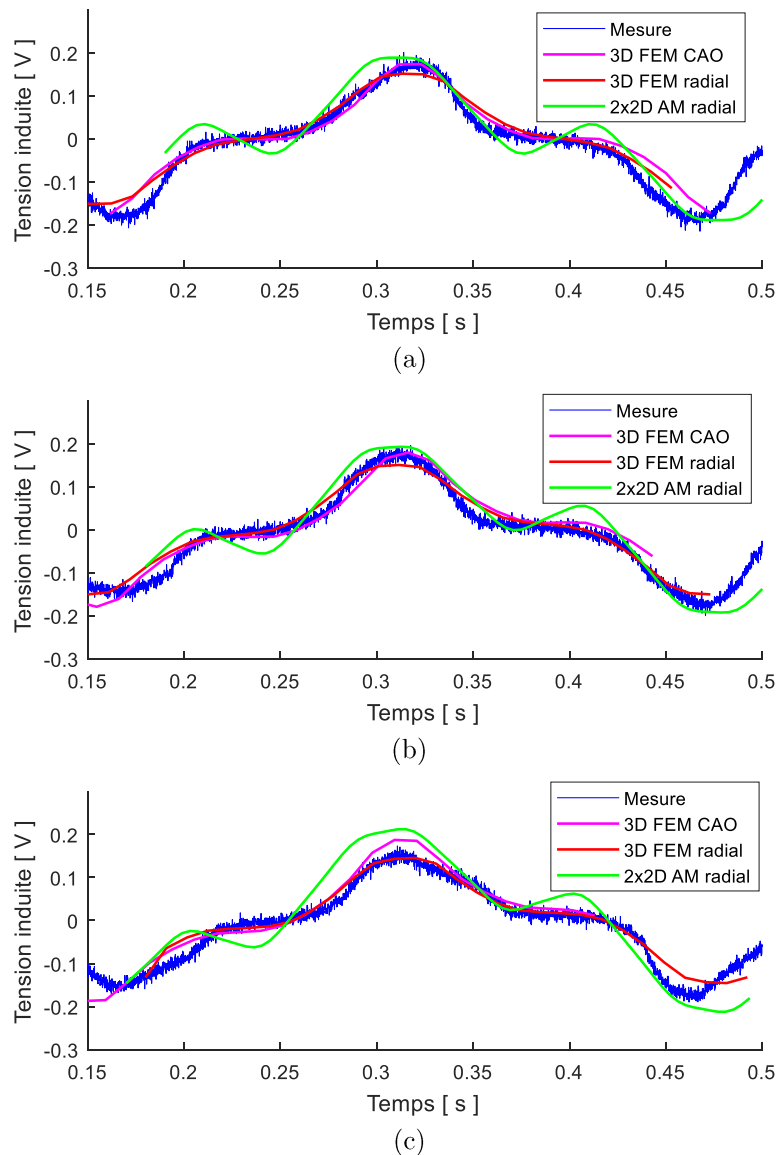 Tension induite [ V ]
0.2
0.1
0
-0.1
-0.2
-0.3
0.15
0.2
0.25
0.3
0.35
0.4
0.45
0.5
Temps [ s ]
Mesure
3D FEM CAO
3D FEM radial
2x2D AM radial
(a)
Tension induite [ V ]
0.2
0.1
0
-0.1
-0.2
-0.3
0.15
0.2
0.25
0.3
0.35
0.4
0.45
0.5
Temps [ s ]
Mesure
3D FEM CAO
3D FEM radial
2x2D AM radial
(b)
Tension induite [ V ]
0.2
0.1
0
-0.1
-0.2
-0.3
0.15
0.2
0.25
0.3
0.35
0.4
0.45
0.5
Temps [ s ]
Mesure
3D FEM CAO
3D FEM radial
2x2D AM radial
(c)